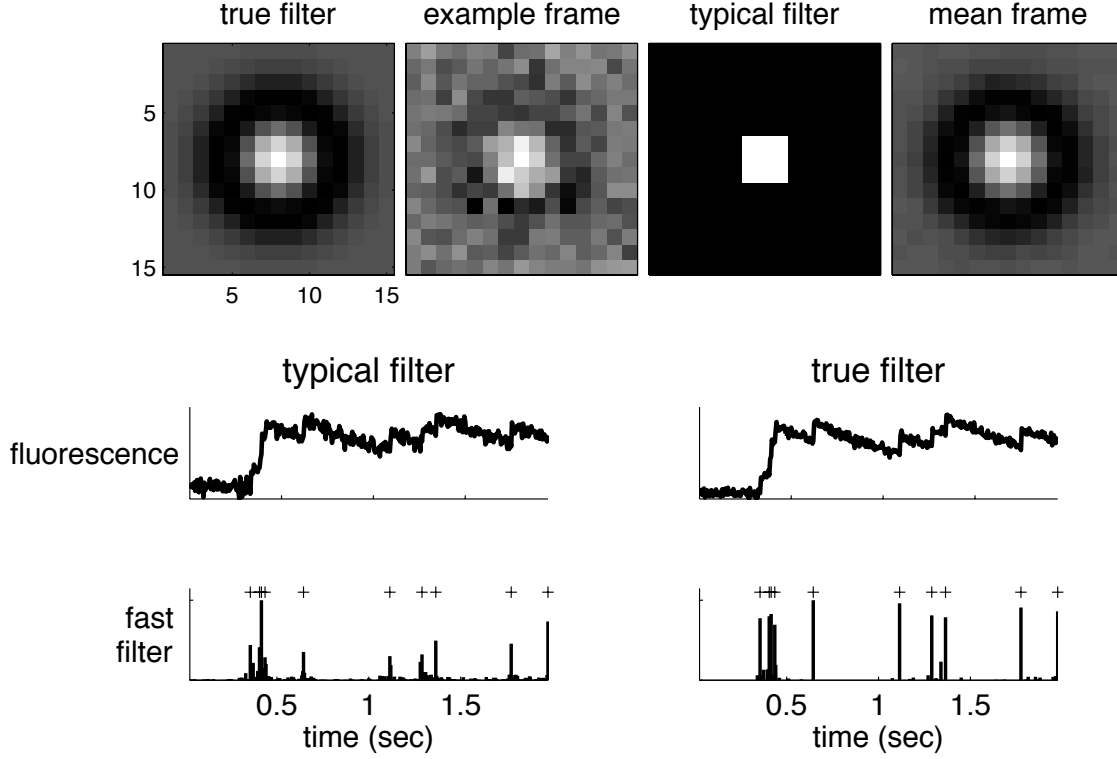 true filter example frame typical filter mean frame
5
10
15
5 10 15
typical filter true filter
fluorescence
fast
filter
0.5 1 1.5 0.5 1 1.5
time (sec) time (sec)